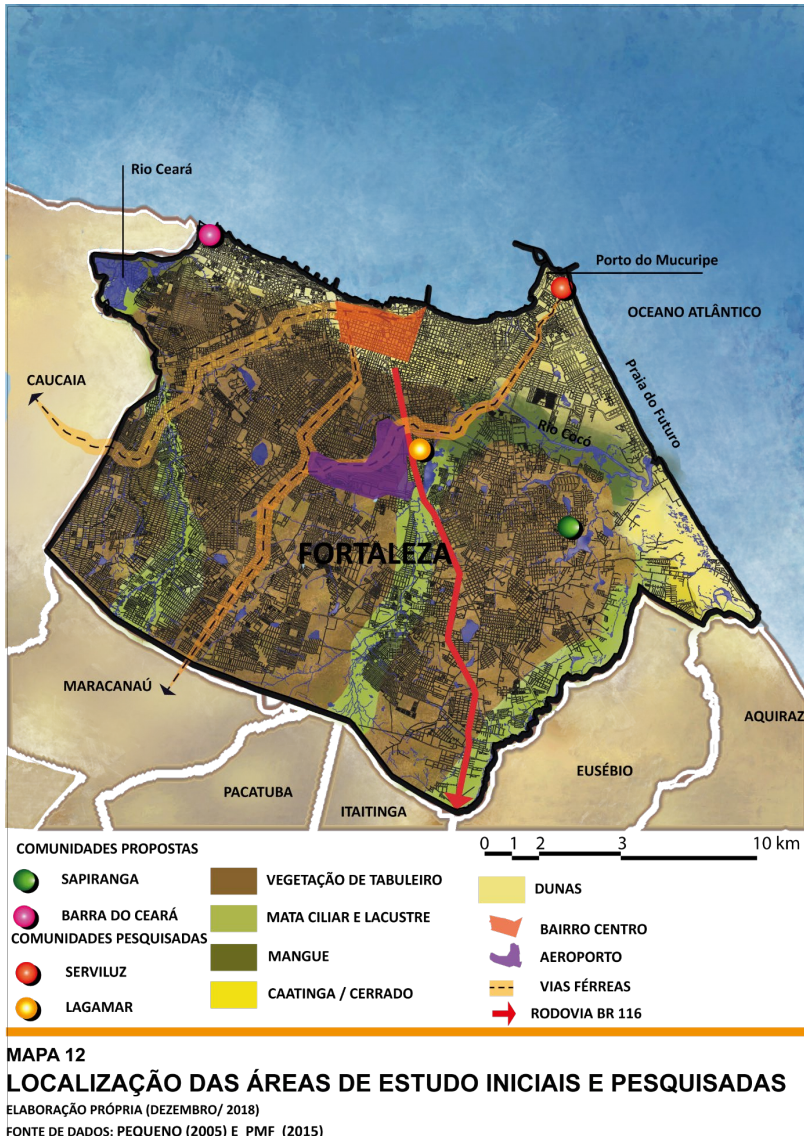 Rio Ceará
Porto do Mucuripe
OCEANO ATLÂNTICO
CAUCAIA
Praia do Futuro
Rio Cocó
FORTALEZA
MARACANAÚ
AQUIRAZ
EUSÉBIO
PACATUBA
ITAITINGA
COMUNIDADES PROPOSTAS
SAPIRANGA
BARRA DO CEARÁ
COMUNIDADES PESQUISADAS
SERVILUZ
LAGAMAR
VEGETAÇÃO DE TABULEIRO
MATA CILIAR E LACUSTRE
MANGUE
CAATINGA / CERRADO
0 1 2 3 10 km
DUNAS
BAIRRO CENTRO
AEROPORTO
VIAS FÉRREAS
RODOVIA BR 116
MAPA 12
LOCALIZAÇÃO DAS ÁREAS DE ESTUDO INICIAIS E PESQUISADAS
ELABORAÇÃO PRÓPRIA (DEZEMBRO/ 2018)
FONTE DE DADOS: PEQUENO (2005) E PMF (2015)